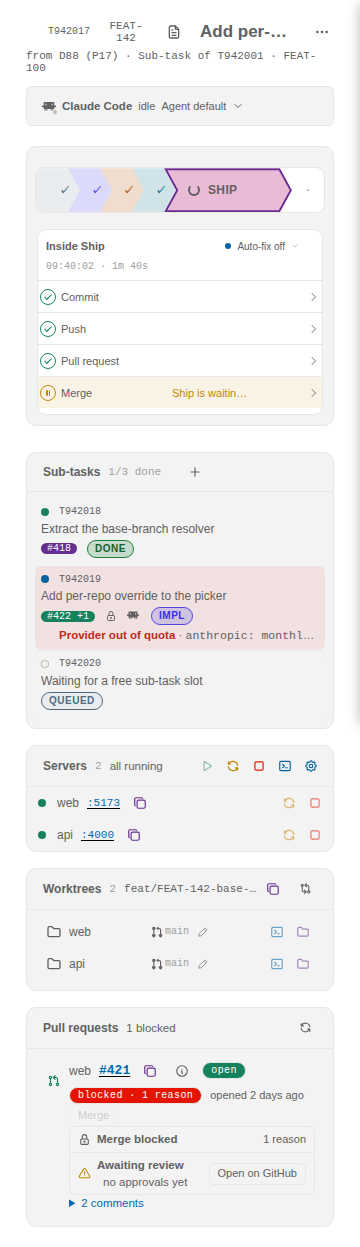 T942017 FEAT-142 Add per-…
from D88 (P17) · Sub-task of T942001 · FEAT-100
Claude Code idle Agent default
SHIP
Inside Ship Auto-fix off
09:40:02 · 1m 40s
Commit
Push
Pull request
Merge Ship is waitin…
Sub-tasks 1/3 done
T942018
Extract the base-branch resolver
#418 DONE
T942019
Add per-repo override to the picker
#422 +1 IMPL
Provider out of quota · anthropic: monthl…
T942020
Waiting for a free sub-task slot
QUEUED
Servers 2 all running
web :5173
api :4000
Worktrees 2 feat/FEAT-142-base-…
web main
api main
Pull requests 1 blocked
web #421 open
blocked · 1 reason opened 2 days ago
Merge
Merge blocked 1 reason
Awaiting review
no approvals yet
Open on GitHub
2 comments